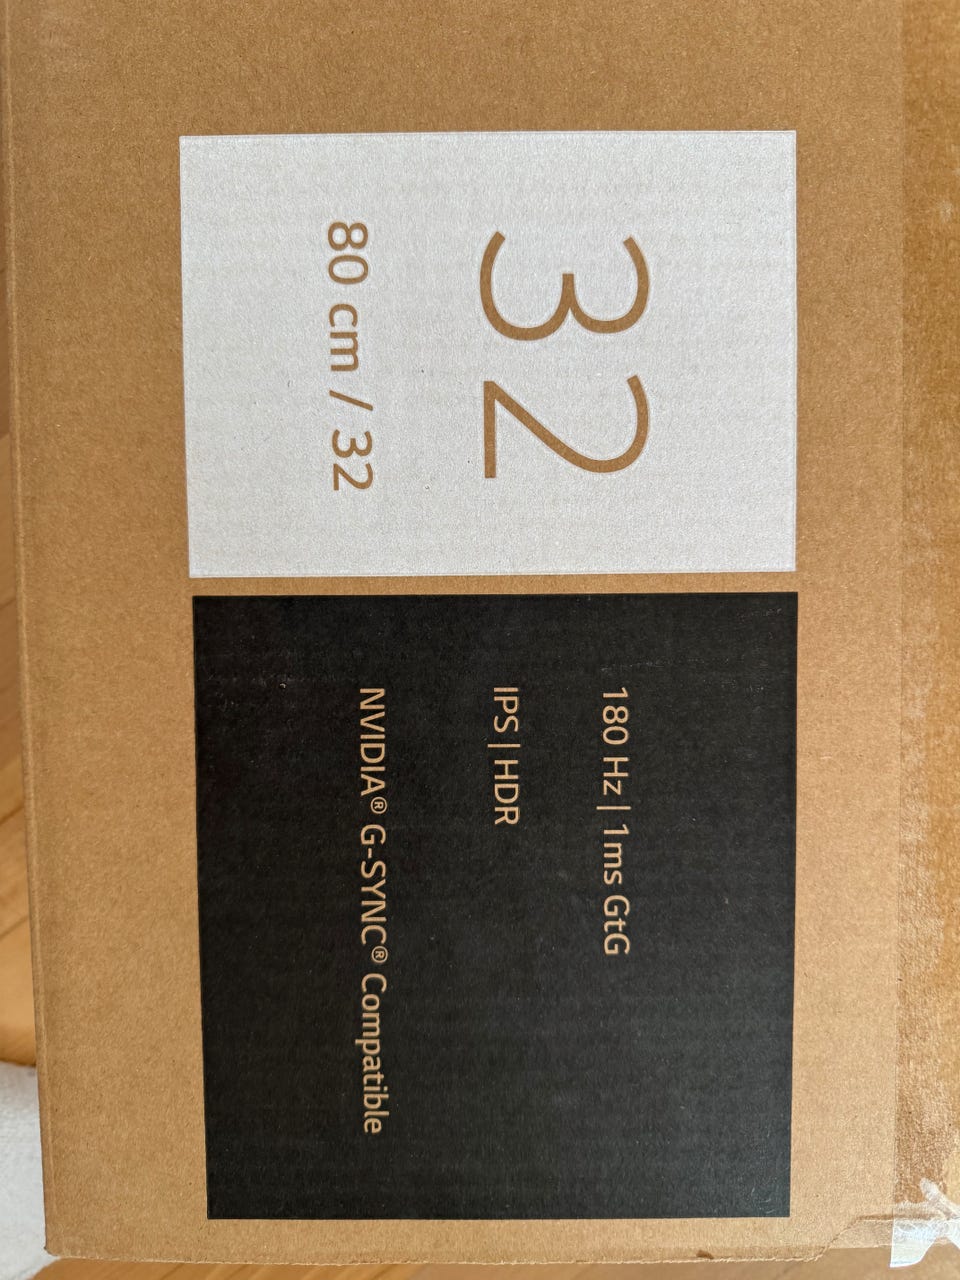 32
80 cm / 32
180 Hz | 1ms GtG
IPS | HDR
NVIDIA® G-SYNC® Compatible